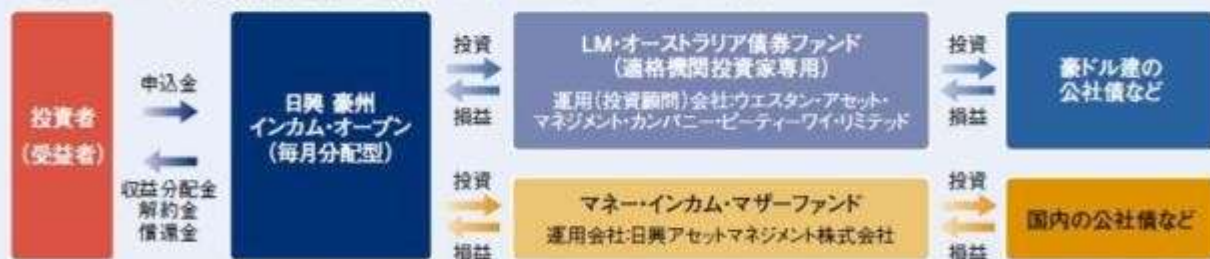 投資者
(受益者)
申込金
収益分配金
解約金
償還金
日興 豪州
インカム・オープン
(毎月分配型)
投資
損益
LM・オーストラリア債券ファンド
(適格機関投資家専用)
運用(投資顧問)会社:ウエスタン・アセット・
マネジメント・カンパニー・ピーティーワイ・リミテッド
投資
損益
豪ドル建の
公社債など
投資
損益
マネー・インカム・マザーファンド
運用会社:日興アセットマネジメント株式会社
投資
損益
国内の公社債など